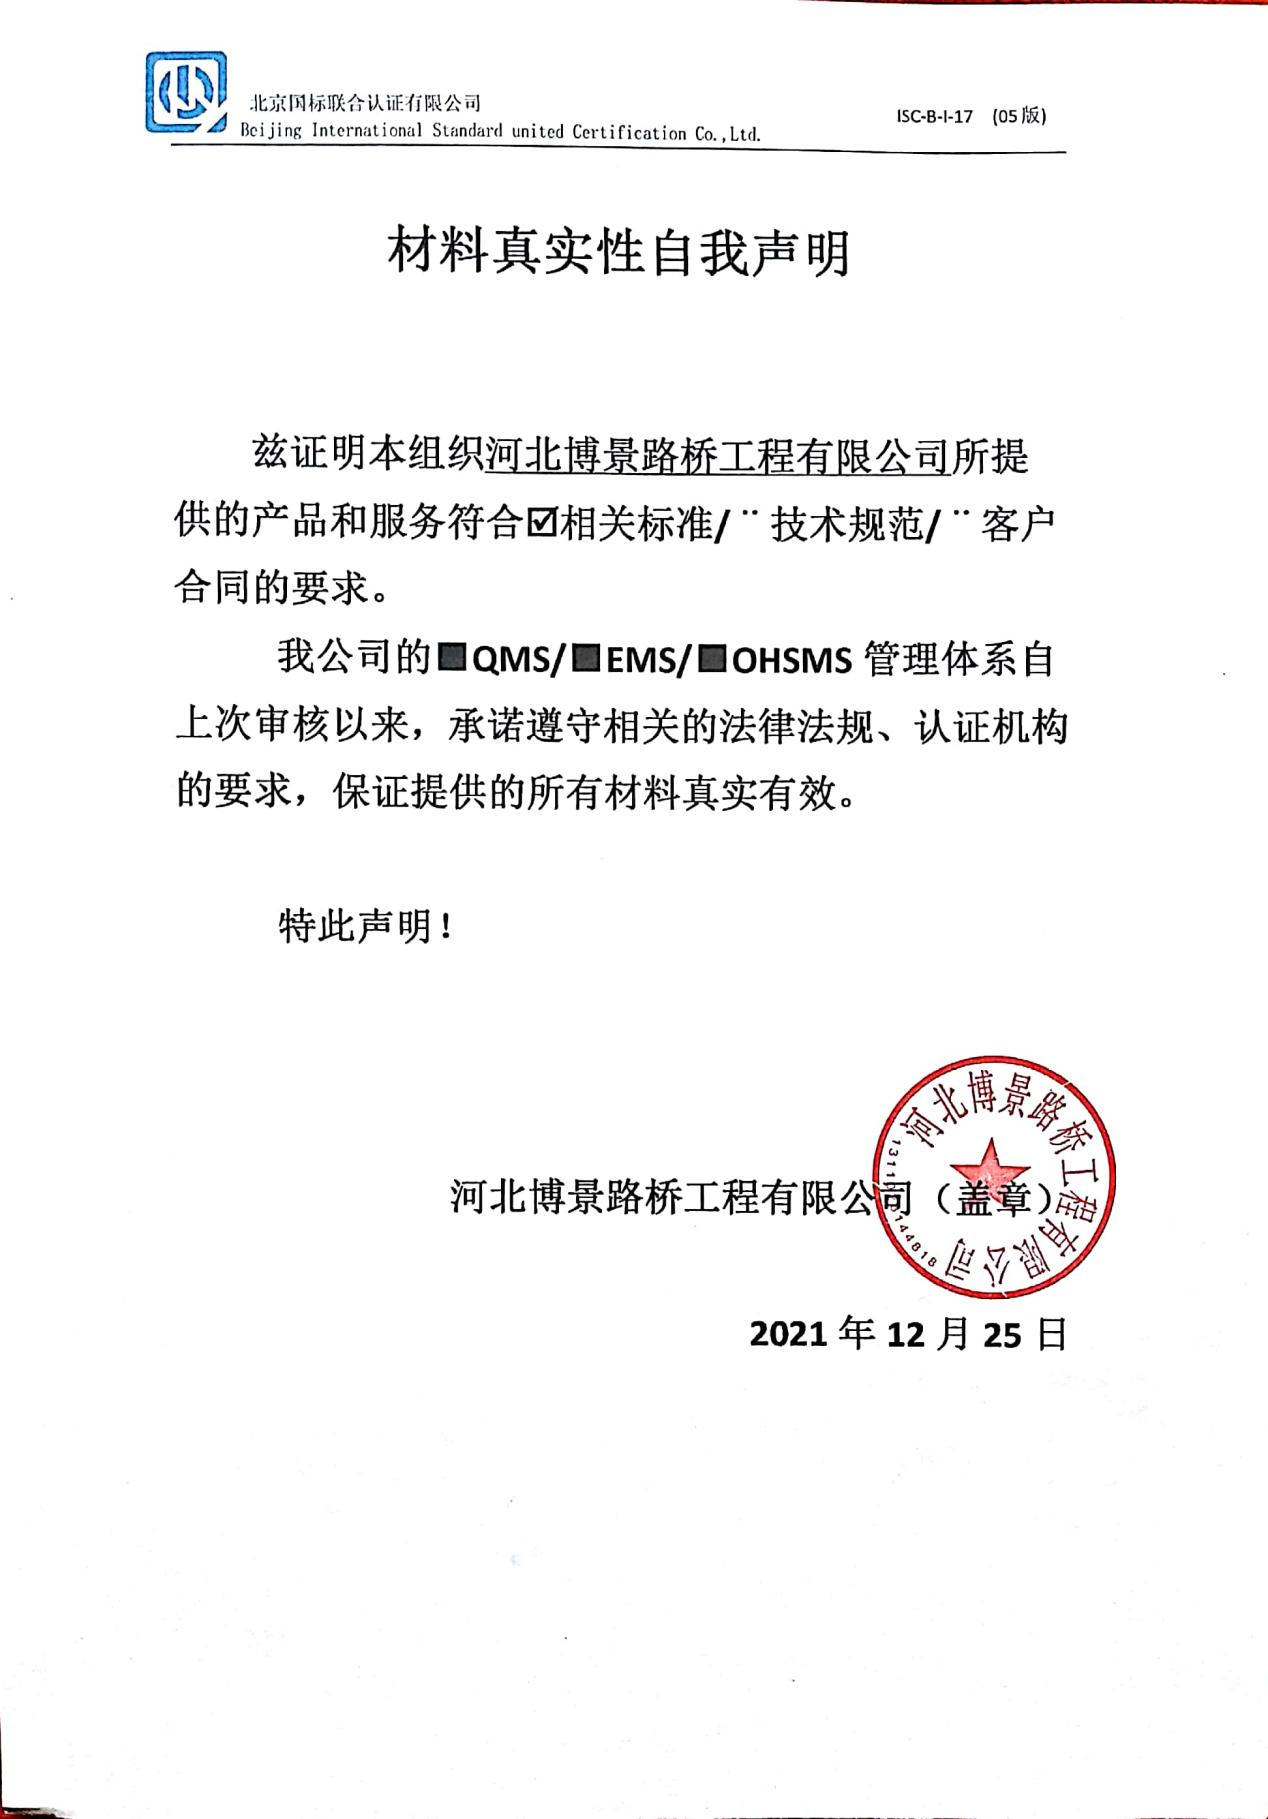 北京国标联合认证有限公司
Beijing International Standard united Certification Co.,Ltd.
ISC-B-I-17 (05版)
材料真实性自我声明
兹证明本组织河北博景路桥工程有限公司所提
供的产品和服务符合☑相关标准/¨技术规范/¨客户
合同的要求。
我公司的■QMS/■EMS/■OHSMS 管理体系自
上次审核以来，承诺遵守相关的法律法规、认证机构
的要求，保证提供的所有材料真实有效。
特此声明！
河北博景路桥工程有限公司（盖章）
河北博景路桥工程有限公司
2021 年 12 月 25 日